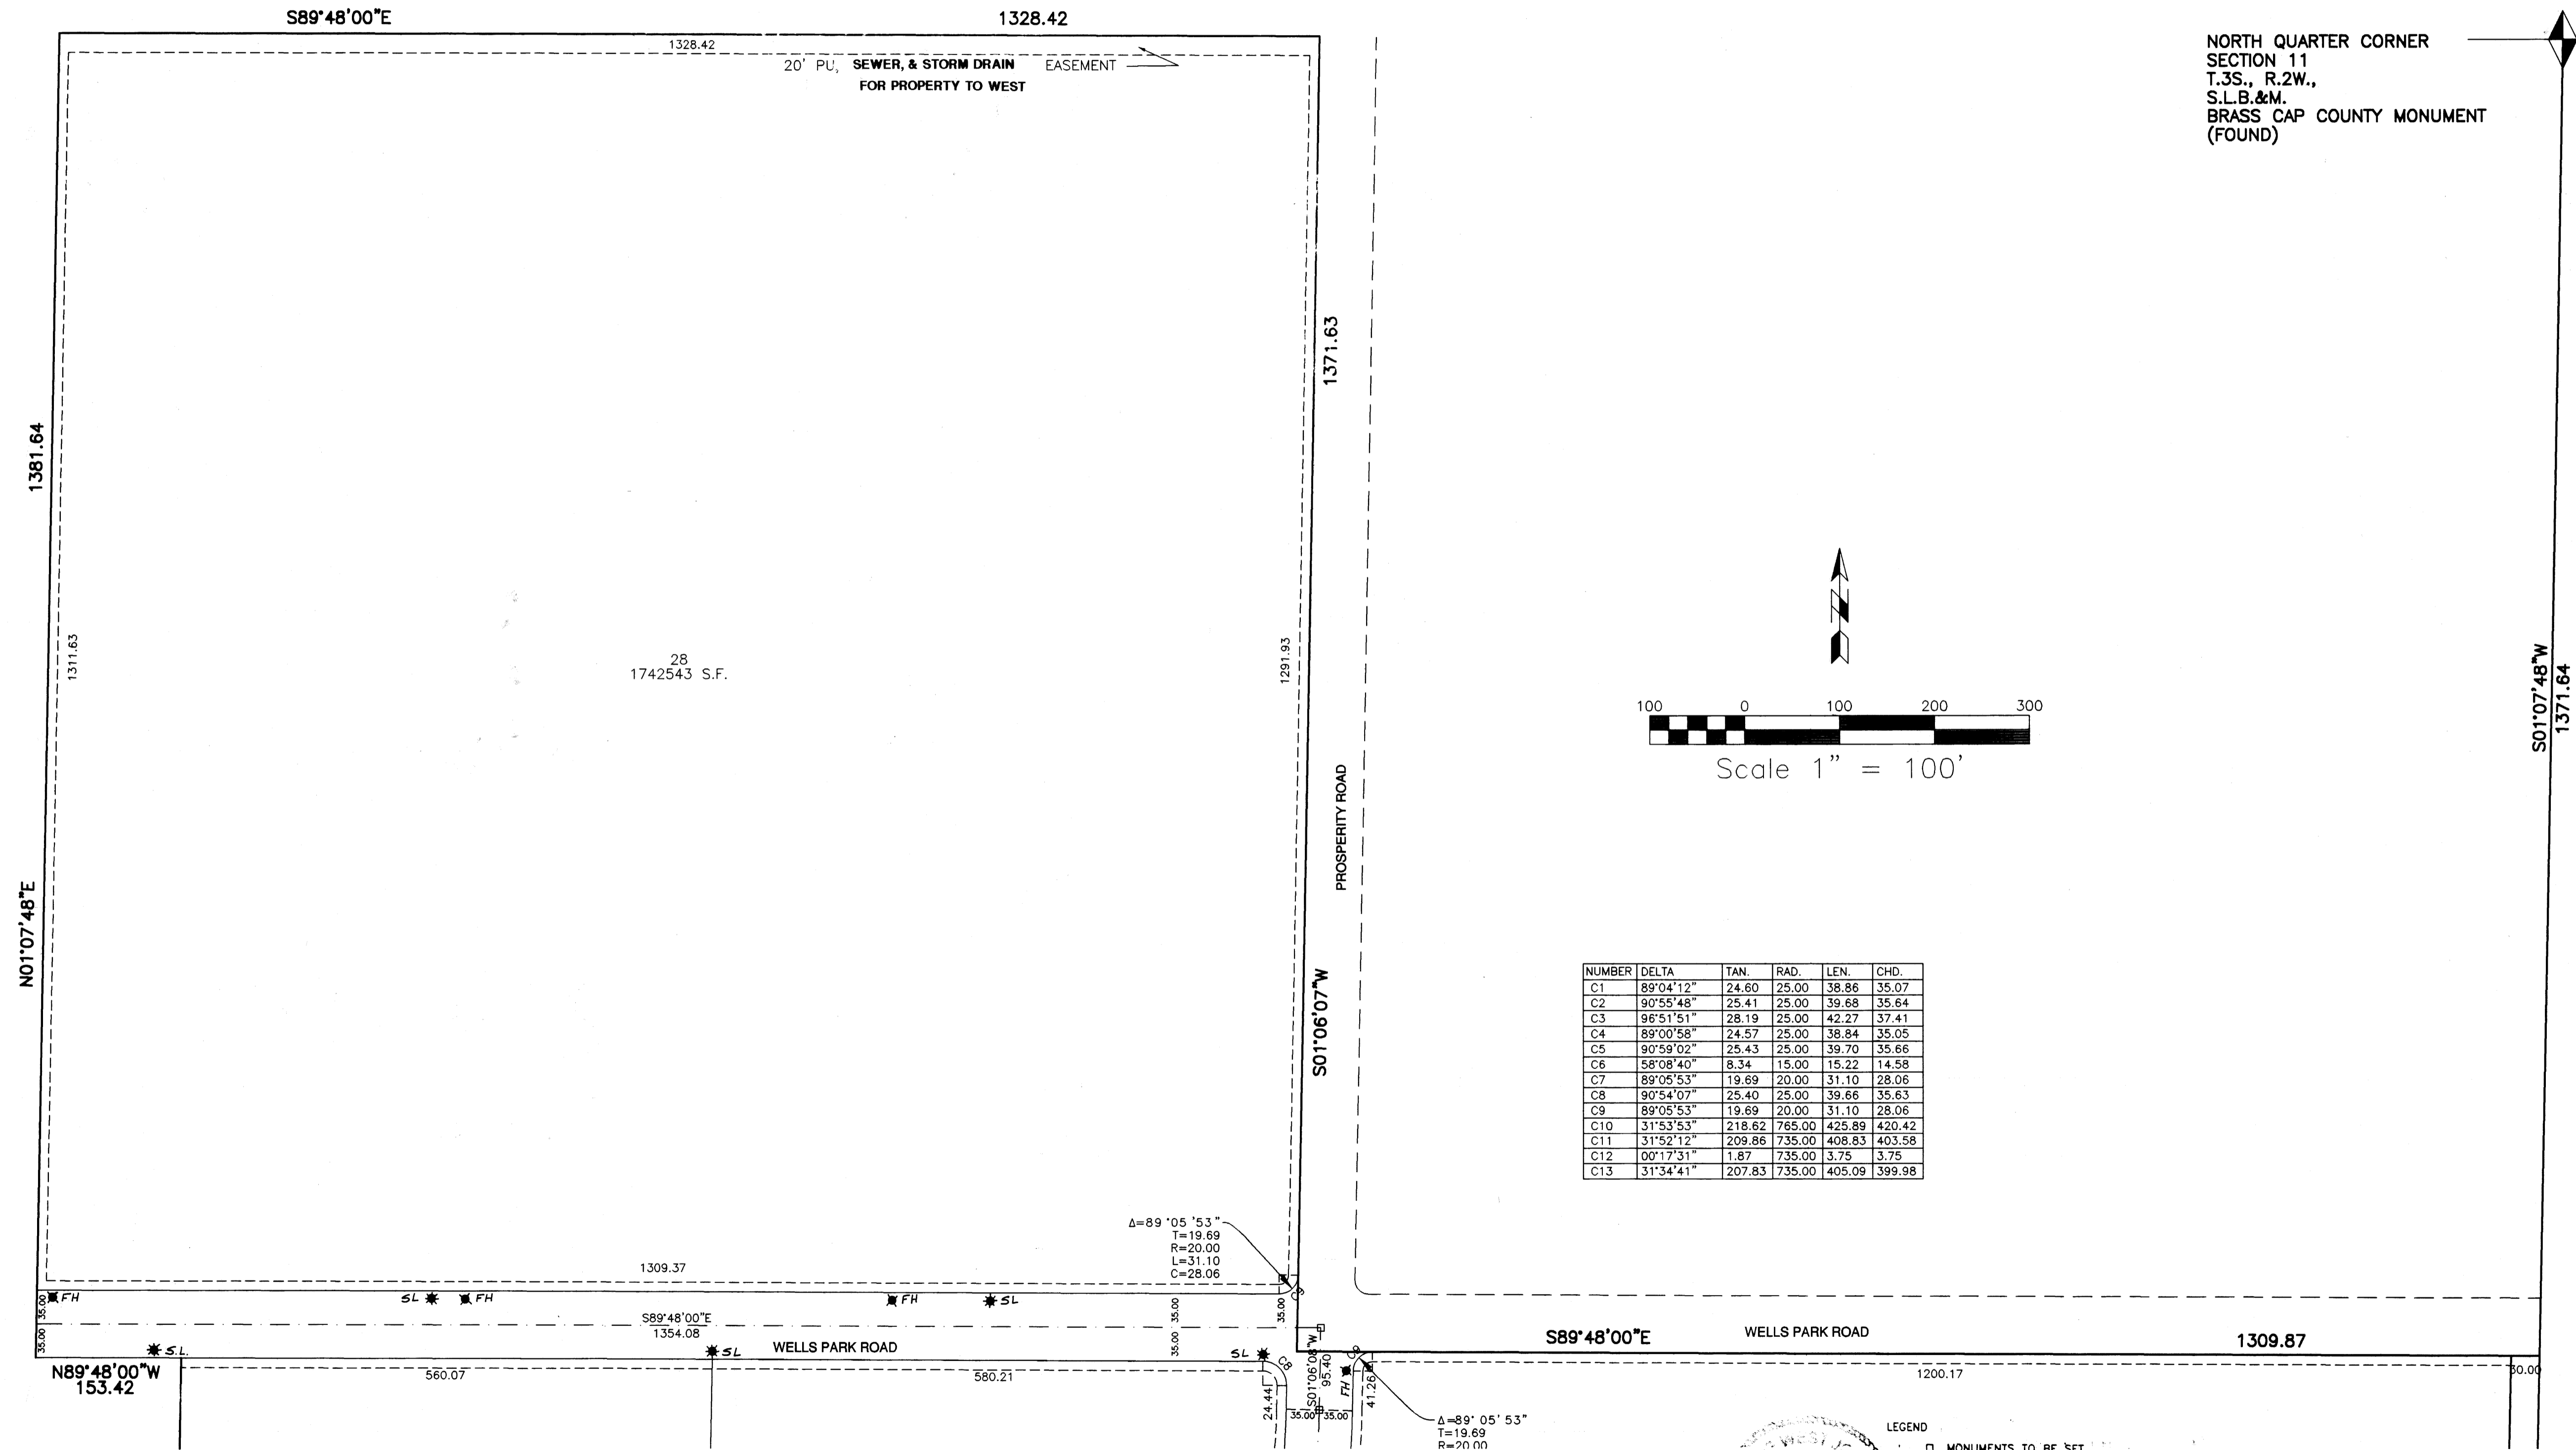 S89°48'00"E
1328.42
1328.42
20' PU, SEWER, & STORM DRAIN EASEMENT
FOR PROPERTY TO WEST
NORTH QUARTER CORNER
SECTION 11
T.3S., R.2W.,
S.L.B.&M.
BRASS CAP COUNTY MONUMENT
(FOUND)
1381.64
N01°07'48"E
1311.63
28
1742543 S.F.
1291.93
1371.63
S01°06'07"W
PROSPERITY ROAD
N
100 0 100 200 300
Scale 1" = 100'
S01°07'48"W
1371.64
NUMBER DELTA TAN. RAD. LEN. CHD.
C1 89°04'12" 24.60 25.00 38.86 35.07
C2 90°55'48" 25.41 25.00 39.68 35.64
C3 96°51'51" 28.19 25.00 42.27 37.41
C4 89°00'58" 24.57 25.00 38.84 35.05
C5 90°59'02" 25.43 25.00 39.70 35.66
C6 58°08'40" 8.34 15.00 15.22 14.58
C7 89°05'53" 19.69 20.00 31.10 28.06
C8 90°54'07" 25.40 25.00 39.66 35.63
C9 89°05'53" 19.69 20.00 31.10 28.06
C10 31°53'53" 218.62 765.00 425.89 420.42
C11 31°52'12" 209.86 735.00 408.83 403.58
C12 00°17'31" 1.87 735.00 3.75 3.75
C13 31°34'41" 207.83 735.00 405.09 399.98
Δ=89°05'53"
T=19.69
R=20.00
L=31.10
C=28.06
1309.37
35.00
FH
SL
FH
FH
SL
35.00
35.00
C9
S89°48'00"E
1354.08
35.00
S.L.
SL
WELLS PARK ROAD
35.00
SL
C8
S89°48'00"E
WELLS PARK ROAD
1309.87
N89°48'00"W
153.42
560.07
580.21
24.44
S01°06'08"W
95.40
FH
C9
41.26
35.00
35.00
1200.17
30.00
Δ=89°05'53"
T=19.69
R=20.00
LEGEND
MONUMENTS TO BE SET